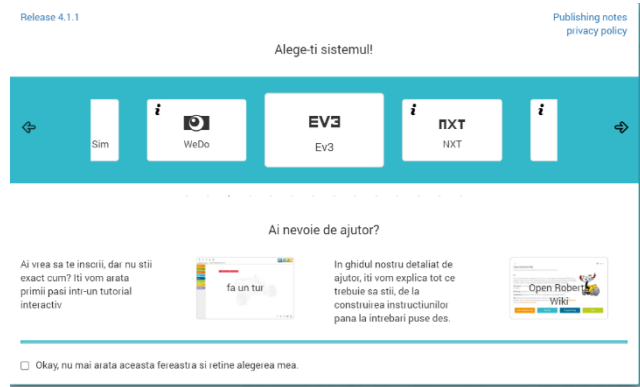 Release 4.1.1
Publishing notes
privacy policy
Alege-ti sistemul!
i
i
i
EV3
NXT
Sim
WeDo
Ev3
NXT
Ai nevoie de ajutor?
Ai vrea sa te inscrii, dar nu stii
exact cum? Iti vom arata
primii pasi intr-un tutorial
interactiv
fa un tur
In ghidul nostru detaliat de
ajutor, iti vom explica tot ce
trebuie sa stii, de la
construirea instructiunilor
pana la intrebari puse des.
Open Roberta
Wiki
Okay, nu mai arata aceasta fereastra si retine alegerea mea.